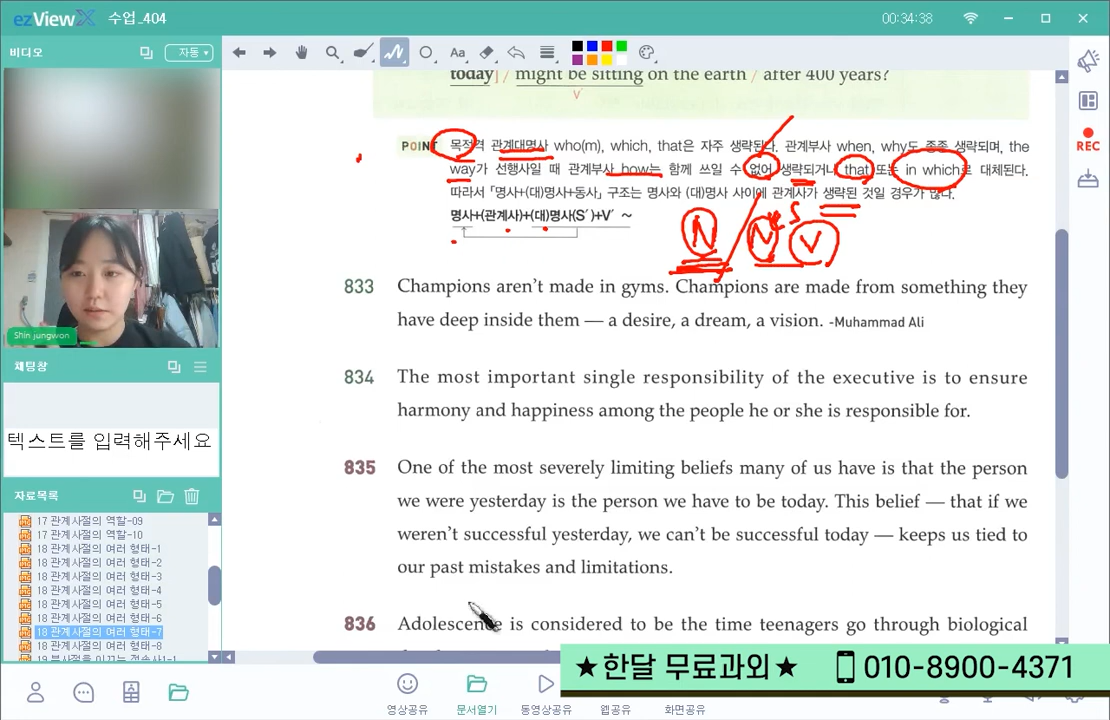 ezViewX 수업_404 00:34:38
비디오 자동
Shin jungwon
채팅창
텍스트를 입력해주세요
자료목록
17 관계사절의 역할-09
17 관계사절의 역할-10
18 관계사절의 여러 형태-1
18 관계사절의 여러 형태-2
18 관계사절의 여러 형태-3
18 관계사절의 여러 형태-4
18 관계사절의 여러 형태-5
18 관계사절의 여러 형태-6
18 관계사절의 여러 형태-7
18 관계사절의 여러 형태-8
Aa
REC
today] / might be sitting on the earth / after 400 years?
V′
POINT 목적격 관계대명사 who(m), which, that은 자주 생략된다. 관계부사 when, why도 종종 생략되며, the
way가 선행사일 때 관계부사 how는 함께 쓰일 수 없어 생략되거나 that 또는 in which로 대체된다.
따라서 「명사+(대)명사+동사」 구조는 명사와 (대)명사 사이에 관계사가 생략된 것일 경우가 많다.
명사+(관계사)+(대)명사(S′)+V′ ~
N / N S V
833 Champions aren't made in gyms. Champions are made from something they
have deep inside them — a desire, a dream, a vision. -Muhammad Ali
834 The most important single responsibility of the executive is to ensure
harmony and happiness among the people he or she is responsible for.
835 One of the most severely limiting beliefs many of us have is that the person
we were yesterday is the person we have to be today. This belief — that if we
weren't successful yesterday, we can't be successful today — keeps us tied to
our past mistakes and limitations.
836 Adolescence is considered to be the time teenagers go through biological
★한달 무료과외★ 010-8900-4371
영상공유 문서열기 동영상공유 웹공유 화면공유